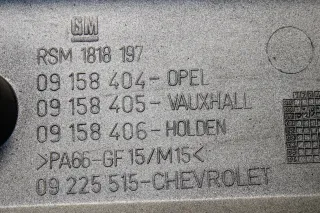 GM
RSM 1818 197
09 158 404-OPEL
09 158 405-VAUXHALL
09 158 406-HOLDEN
>PA66-GF15/M15<
09 225 515-CHEVROLET